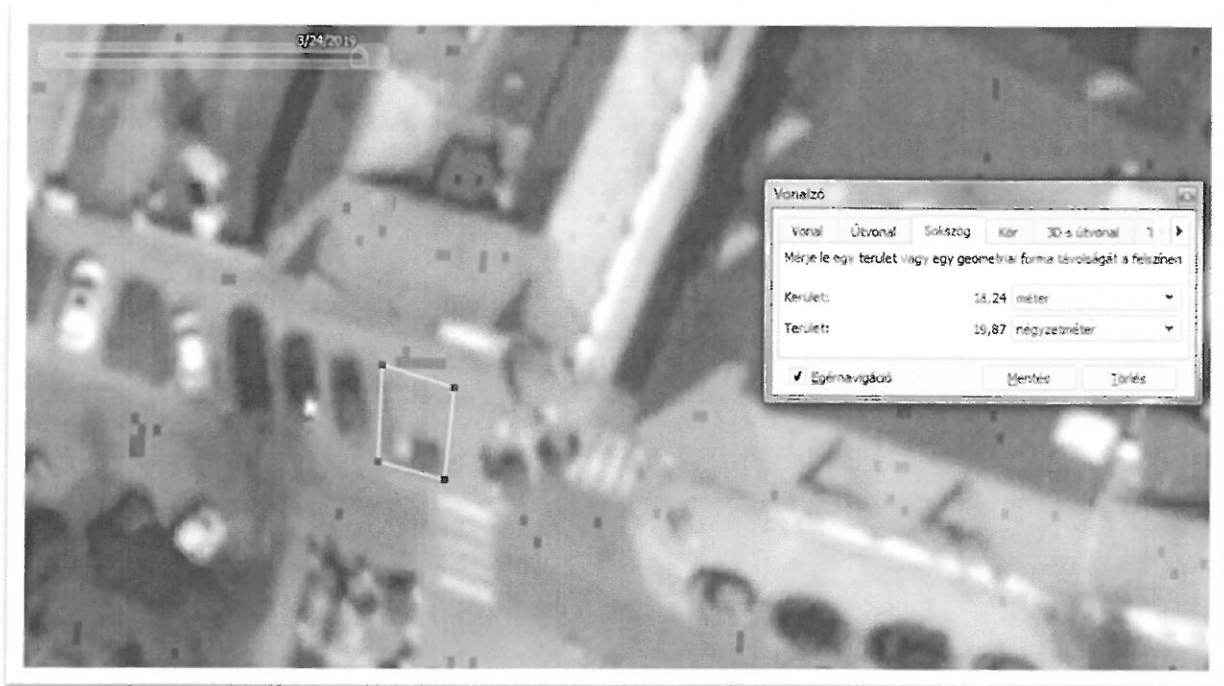 3/24/2019
Vonalzó
Vonal Útvonal Sokszög Kör 3D-s útvonal
Mérje le egy terület vagy egy geometriai forma távolságát a felszínen
Kerület: 18,24 méter
Terület: 19,87 négyzetméter
Egérnavigáció Mentés Törlés